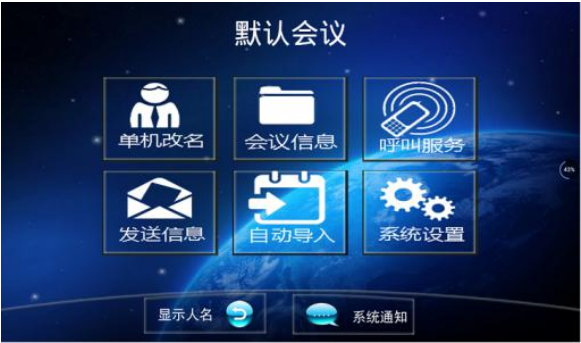 默认会议
单机改名 会议信息 呼叫服务
发送信息 自动导入 系统设置
43%
显示人名 系统通知